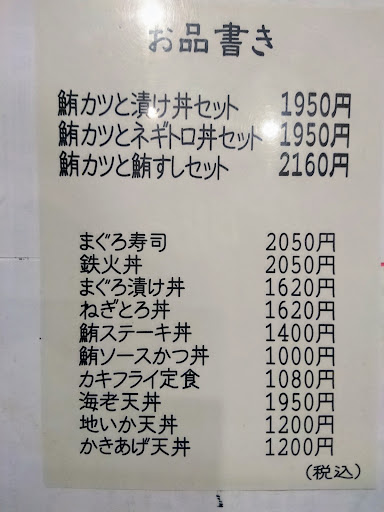 お品書き
鮪カツと漬け丼セット 1950円
鮪カツとネギトロ丼セット 1950円
鮪カツと鮪すしセット 2160円
まぐろ寿司 2050円
鉄火丼 2050円
まぐろ漬け丼 1620円
ねぎとろ丼 1620円
鮪ステーキ丼 1400円
鮪ソースかつ丼 1000円
カキフライ定食 1080円
海老天丼 1950円
地いか天丼 1200円
かきあげ天丼 1200円
(税込)